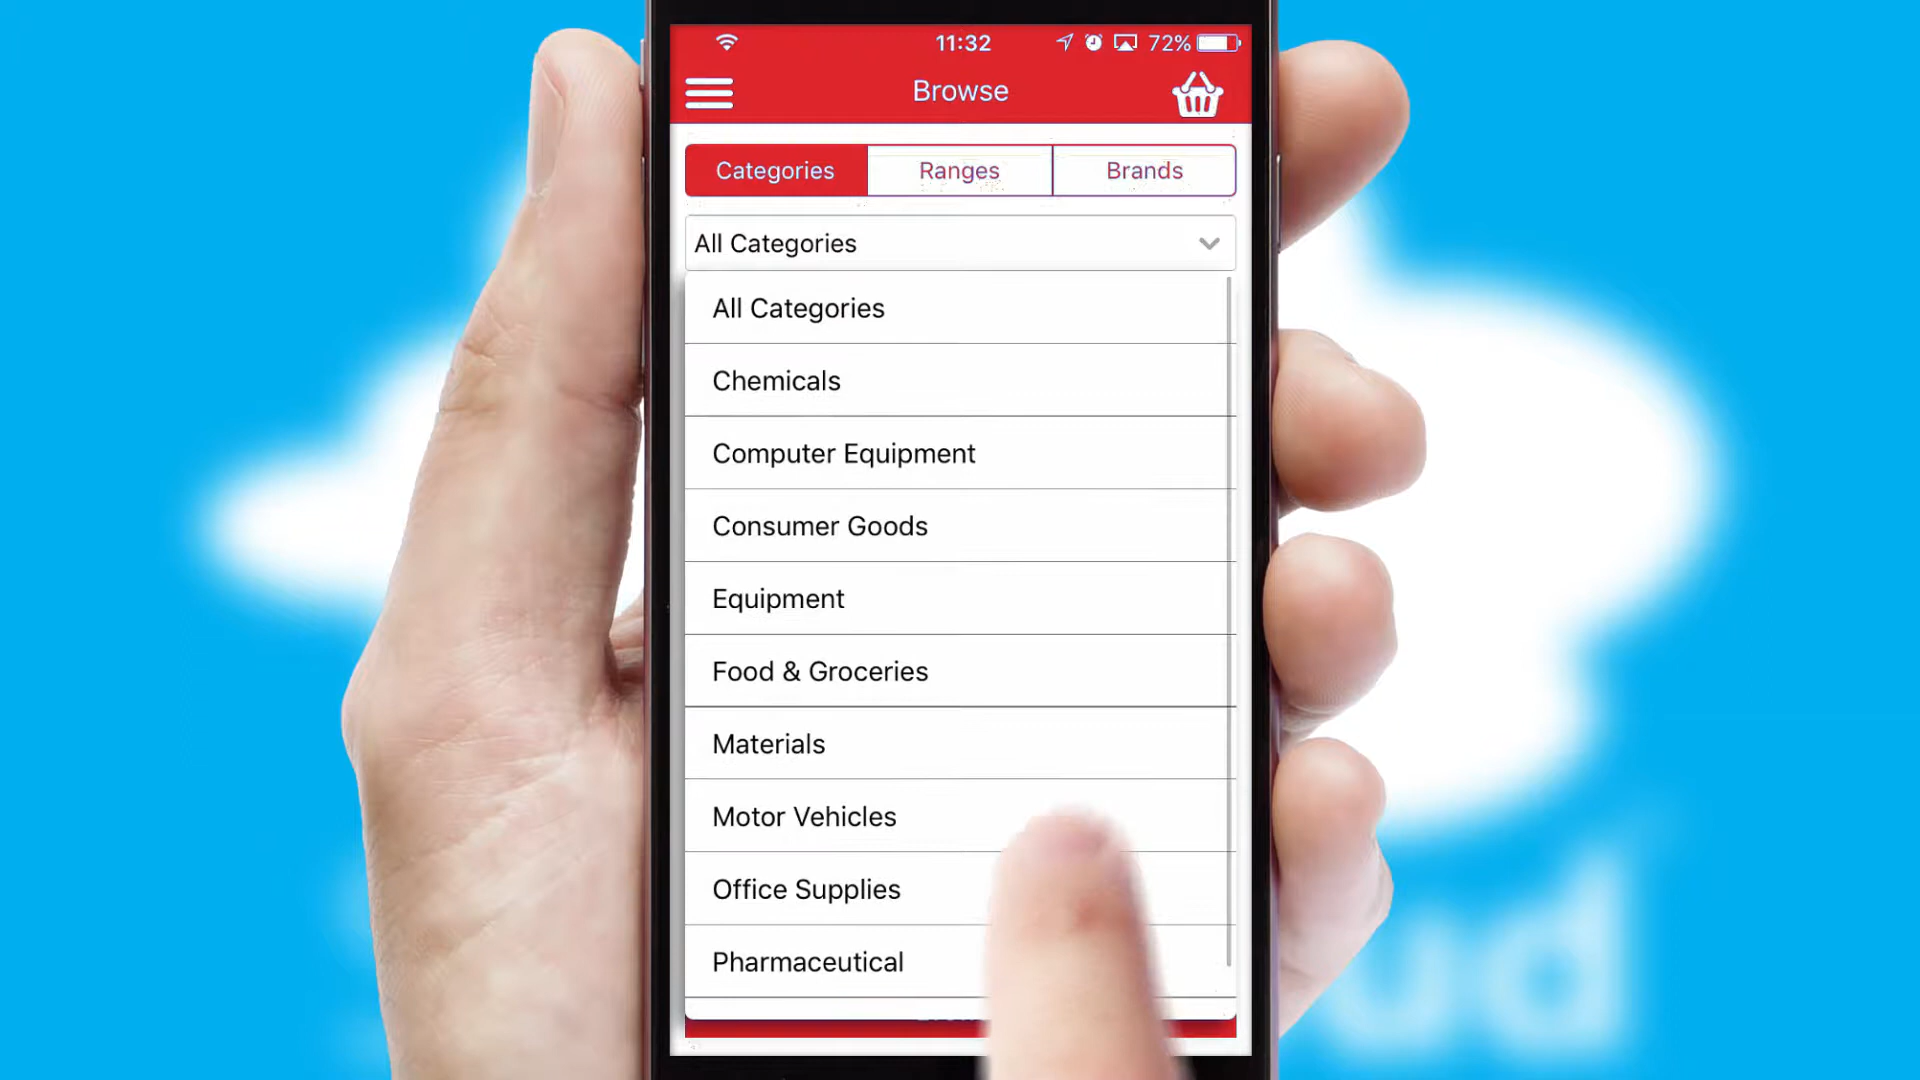 11:32
72%
Browse
Categories
Ranges
Brands
All Categories
All Categories
Chemicals
Computer Equipment
Consumer Goods
Equipment
Food & Groceries
Materials
Motor Vehicles
Office Supplies
Pharmaceutical
ud